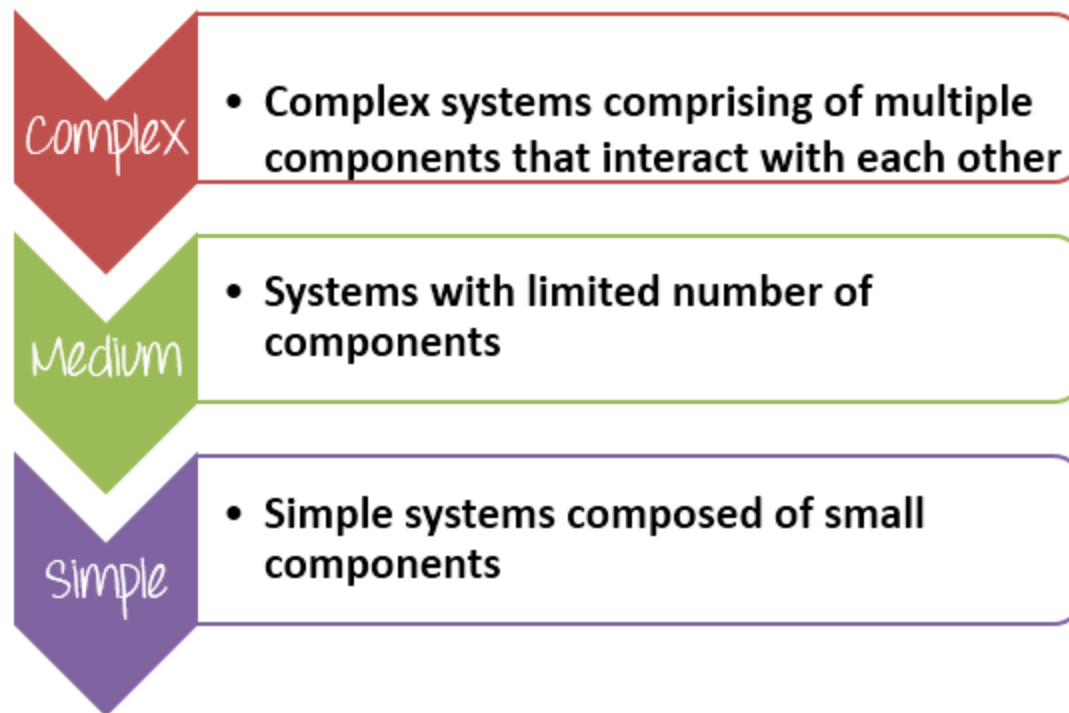 Complex
• Complex systems comprising of multiple
components that interact with each other
Medium
• Systems with limited number of
components
Simple
• Simple systems composed of small
components